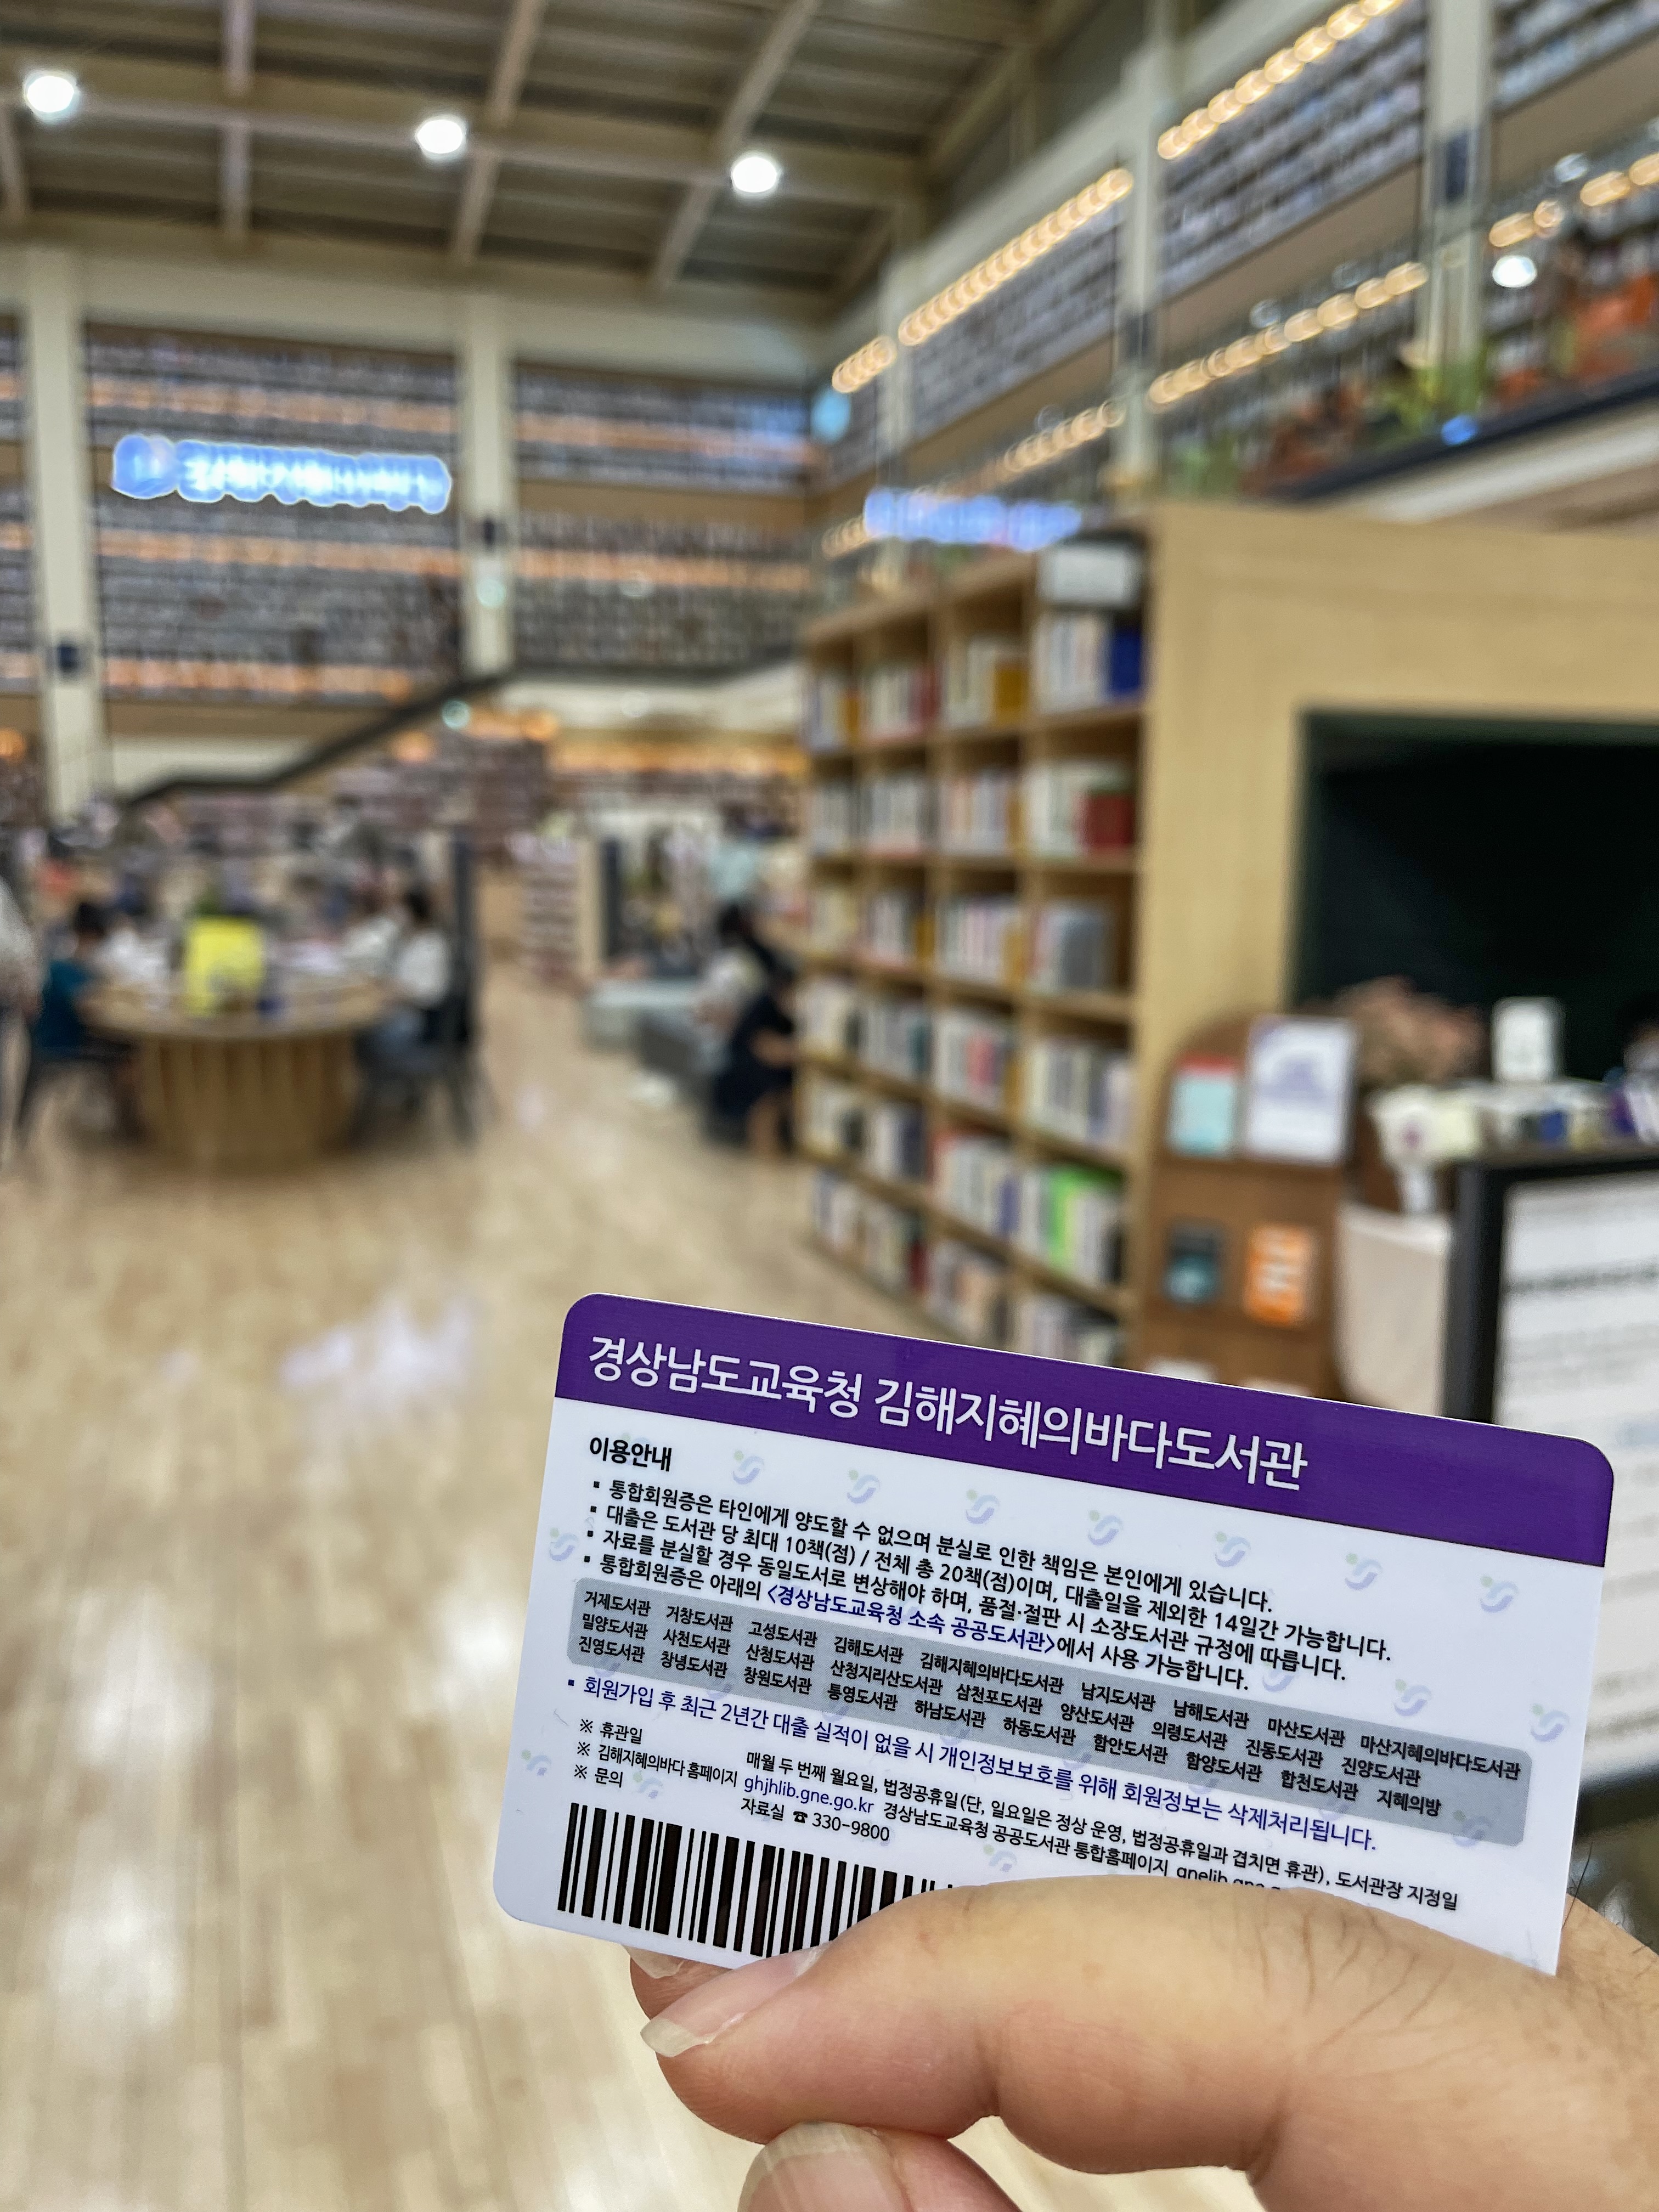 경상남도교육청 김해지혜의바다도서관
이용안내
▪ 통합회원증은 타인에게 양도할 수 없으며 분실로 인한 책임은 본인에게 있습니다.
▪ 대출은 도서관 당 최대 10책(점) / 전체 총 20책(점)이며, 대출일을 제외한 14일간 가능합니다.
▪ 자료를 분실할 경우 동일도서로 변상해야 하며, 품절·절판 시 소장도서관 규정에 따릅니다.
▪ 통합회원증은 아래의 <경상남도교육청 소속 공공도서관>에서 사용 가능합니다.
거제도서관 거창도서관 고성도서관 김해도서관 김해지혜의바다도서관 남지도서관 남해도서관 마산도서관 마산지혜의바다도서관
밀양도서관 사천도서관 산청도서관 산청지리산도서관 삼천포도서관 양산도서관 의령도서관 진동도서관 진양도서관
진영도서관 창녕도서관 창원도서관 통영도서관 하남도서관 하동도서관 함안도서관 함양도서관 합천도서관 지혜의방
▪ 회원가입 후 최근 2년간 대출 실적이 없을 시 개인정보보호를 위해 회원정보는 삭제처리됩니다.
※ 휴관일 매월 두 번째 월요일, 법정공휴일(단, 일요일은 정상 운영, 법정공휴일과 겹치면 휴관), 도서관장 지정일
※ 김해지혜의바다 홈페이지 ghjhlib.gne.go.kr 경상남도교육청 공공도서관 통합홈페이지
※ 문의 자료실 ☎ 330-9800